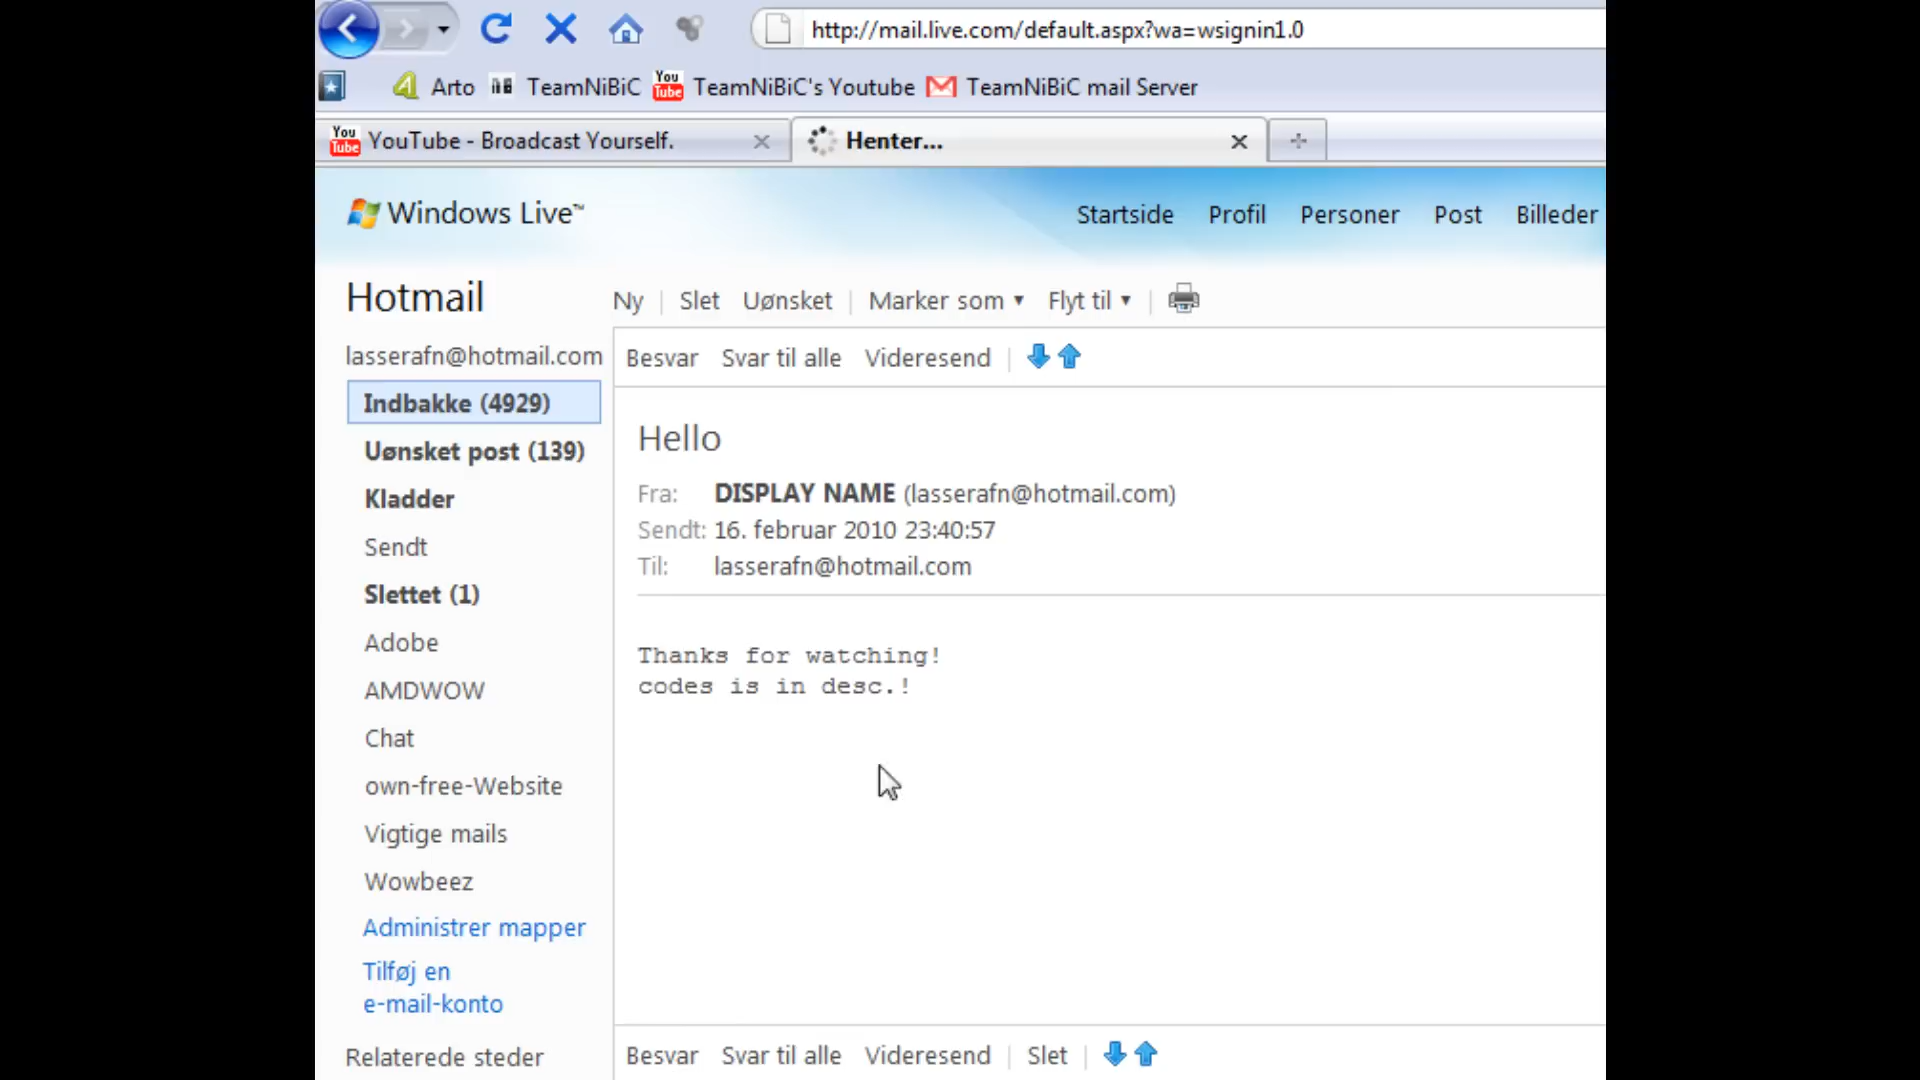 http://mail.live.com/default.aspx?wa=wsignin1.0
Arto TeamNiBiC You Tube TeamNiBiC's Youtube TeamNiBiC mail Server
You Tube YouTube - Broadcast Yourself. Henter...
Windows Live™
Startside Profil Personer Post Billeder
Hotmail
Ny | Slet Uønsket | Marker som Flyt til |
lasserafn@hotmail.com
Besvar Svar til alle Videresend |
Indbakke (4929)
Uønsket post (139)
Kladder
Sendt
Slettet (1)
Adobe
AMDWOW
Chat
own-free-Website
Vigtige mails
Wowbeez
Administrer mapper
Tilføj en
e-mail-konto
Relaterede steder
Hello
Fra: DISPLAY NAME (lasserafn@hotmail.com)
Sendt: 16. februar 2010 23:40:57
Til: lasserafn@hotmail.com
Thanks for watching!
codes is in desc.!
Besvar Svar til alle Videresend | Slet |